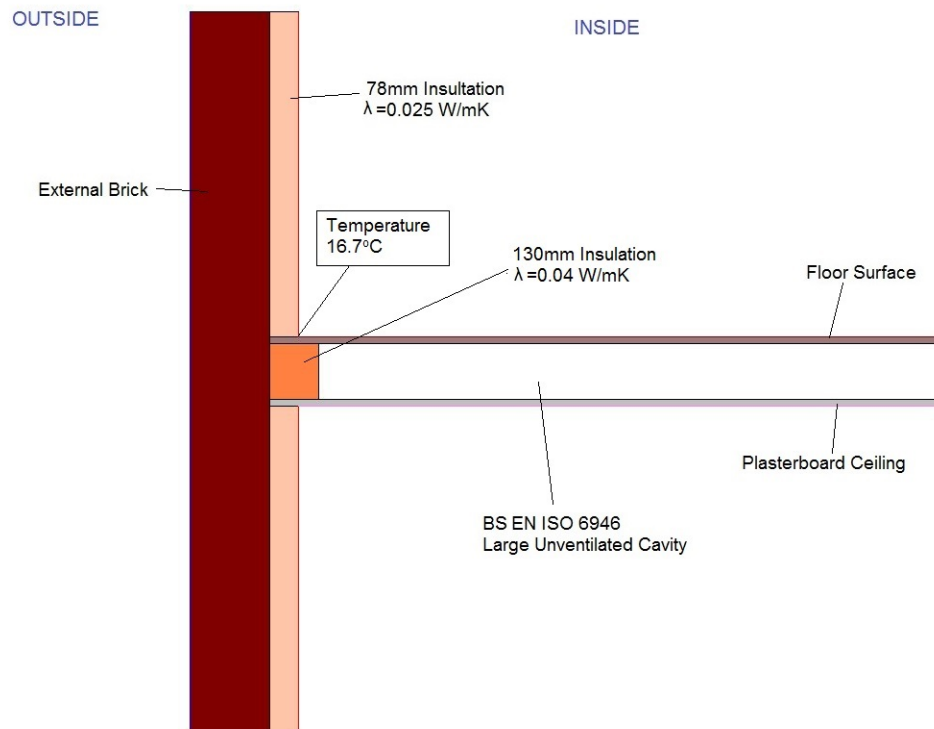 OUTSIDE
INSIDE
78mm Insultation
λ =0.025 W/mK
External Brick
Temperature
16.7°C
130mm Insulation
λ =0.04 W/mK
Floor Surface
Plasterboard Ceiling
BS EN ISO 6946
Large Unventilated Cavity